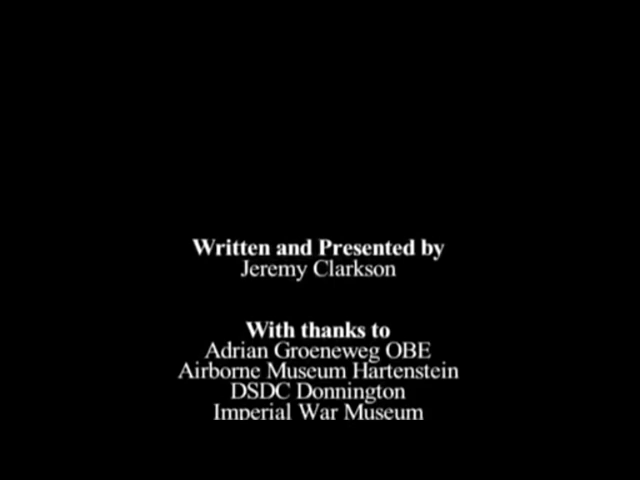 Written and Presented by
Jeremy Clarkson
With thanks to
Adrian Groeneweg OBE
Airborne Museum Hartenstein
DSDC Donnington
Imperial War Museum